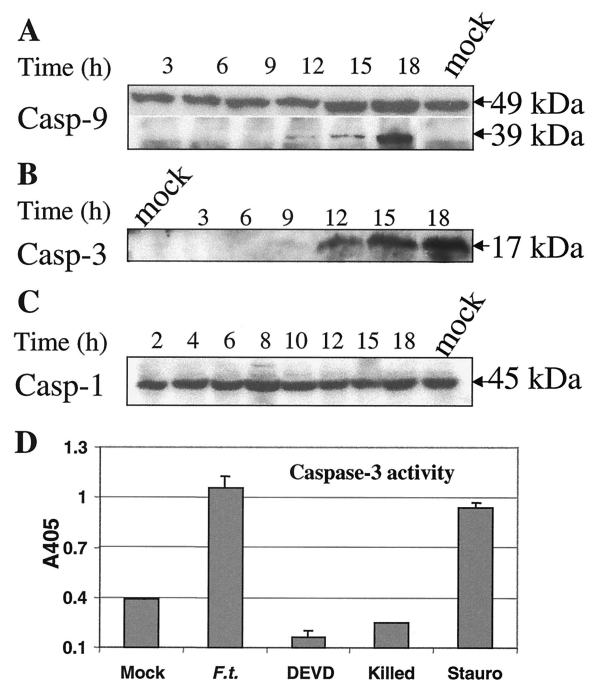 A
Time (h) 3 6 9 12 15 18 mock
Casp-9
49 kDa
39 kDa
B
Time (h) mock 3 6 9 12 15 18
Casp-3
17 kDa
C
Time (h) 2 4 6 8 10 12 15 18 mock
Casp-1
45 kDa
D
Caspase-3 activity
A405
1.3
1
0.7
0.4
0.1
Mock F.t. DEVD Killed Stauro